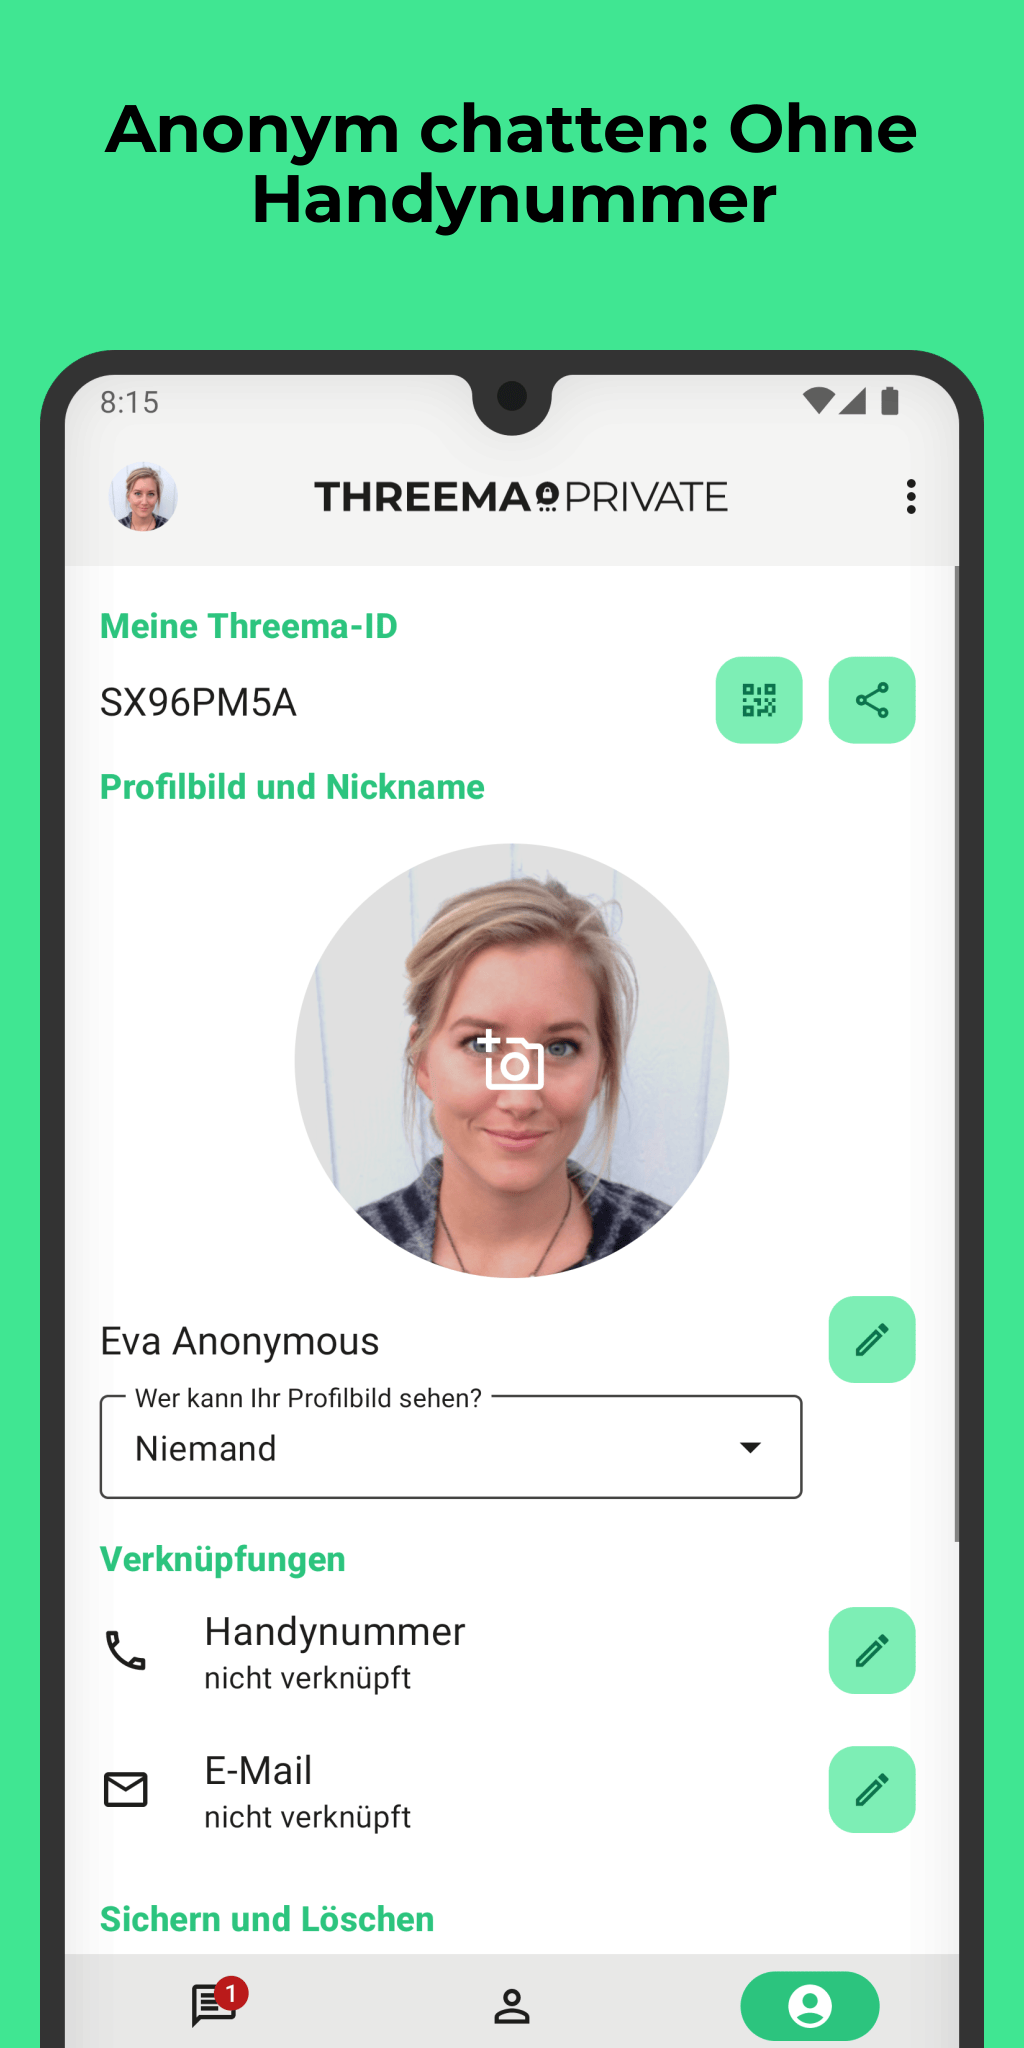 Anonym chatten: Ohne
Handynummer
8:15
THREEMA PRIVATE
Meine Threema-ID
SX96PM5A
Profilbild und Nickname
Eva Anonymous
Wer kann Ihr Profilbild sehen?
Niemand
Verknüpfungen
Handynummer
nicht verknüpft
E-Mail
nicht verknüpft
Sichern und Löschen
1